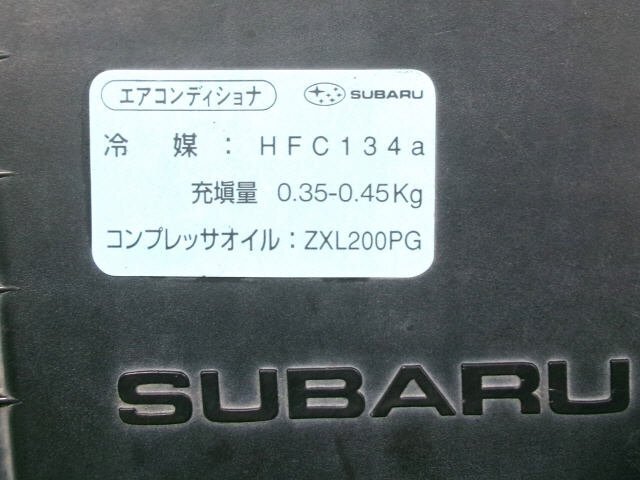 エアコンディショナ SUBARU
冷 媒 : HFC134a
充塡量 0.35-0.45Kg
コンプレッサオイル:ZXL200PG
SUBARU